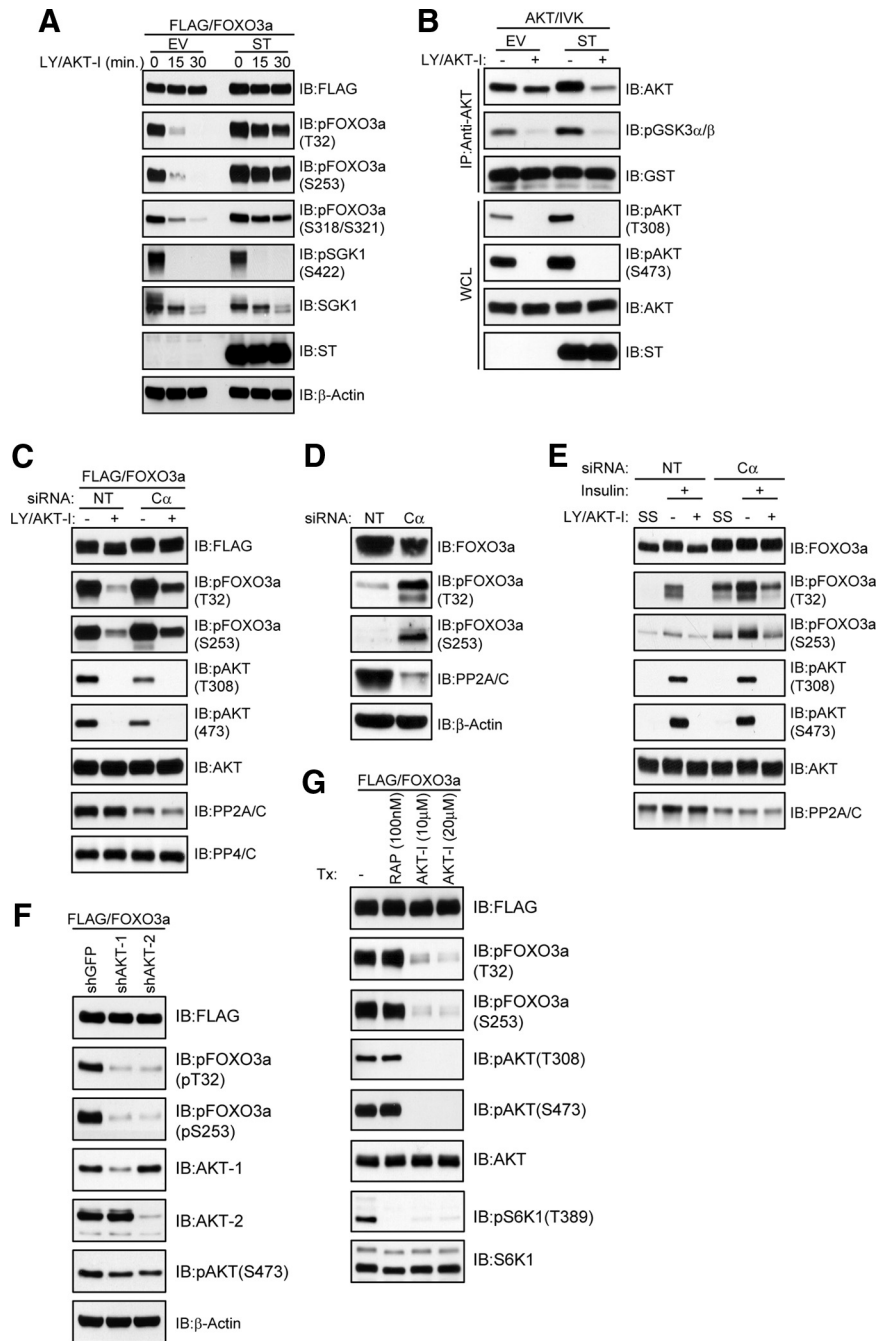 A
FLAG/FOXO3a
EV ST
LY/AKT-I (min.) 0 15 30 0 15 30
IB:FLAG
IB:pFOXO3a
(T32)
IB:pFOXO3a
(S253)
IB:pFOXO3a
(S318/S321)
IB:pSGK1
(S422)
IB:SGK1
IB:ST
IB:β-Actin
B
AKT/IVK
EV ST
LY/AKT-I: - + - +
IP:Anti-AKT
IB:AKT
IB:pGSK3α/β
IB:GST
WCL
IB:pAKT
(T308)
IB:pAKT
(S473)
IB:AKT
IB:ST
C
FLAG/FOXO3a
siRNA: NT Cα
LY/AKT-I: - + - +
IB:FLAG
IB:pFOXO3a
(T32)
IB:pFOXO3a
(S253)
IB:pAKT
(T308)
IB:pAKT
(473)
IB:AKT
IB:PP2A/C
IB:PP4/C
D
siRNA: NT Cα
IB:FOXO3a
IB:pFOXO3a
(T32)
IB:pFOXO3a
(S253)
IB:PP2A/C
IB:β-Actin
E
siRNA: NT Cα
Insulin: + +
LY/AKT-I: SS - + SS - +
IB:FOXO3a
IB:pFOXO3a
(T32)
IB:pFOXO3a
(S253)
IB:pAKT
(T308)
IB:pAKT
(S473)
IB:AKT
IB:PP2A/C
F
FLAG/FOXO3a
shGFP
shAKT-1
shAKT-2
IB:FLAG
IB:pFOXO3a
(pT32)
IB:pFOXO3a
(pS253)
IB:AKT-1
IB:AKT-2
IB:pAKT(S473)
IB:β-Actin
G
FLAG/FOXO3a
Tx: -
RAP (100nM)
AKT-I (10μM)
AKT-I (20μM)
IB:FLAG
IB:pFOXO3a
(T32)
IB:pFOXO3a
(S253)
IB:pAKT(T308)
IB:pAKT(S473)
IB:AKT
IB:pS6K1(T389)
IB:S6K1